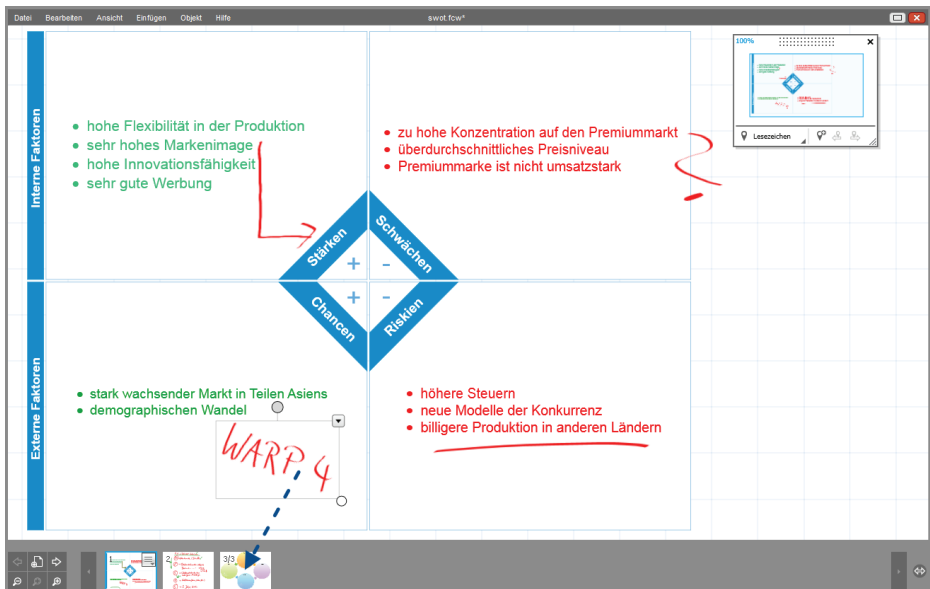 Datei Bearbeiten Ansicht Einfügen Objekt Hilfe swot.fcw*
100%
Lesezeichen
Interne Faktoren
hohe Flexibilität in der Produktion
sehr hohes Markenimage
hohe Innovationsfähigkeit
sehr gute Werbung
zu hohe Konzentration auf den Premiummarkt
überdurchschnittliches Preisniveau
Premiummarke ist nicht umsatzstark
Stärken
+
Schwächen
-
Chancen
+
Riskien
-
Externe Faktoren
stark wachsender Markt in Teilen Asiens
demographischen Wandel
WARP 4
höhere Steuern
neue Modelle der Konkurrenz
billigere Produktion in anderen Ländern
1
2
3/3